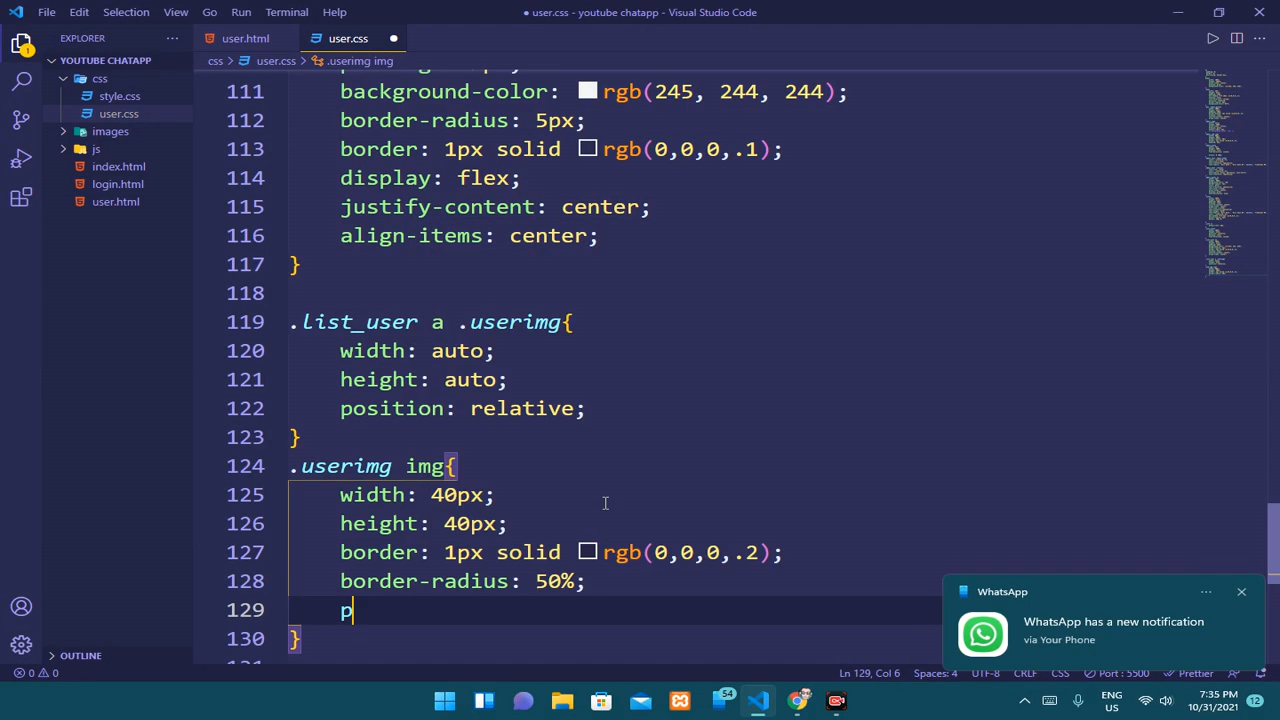 File Edit Selection View Go Run Terminal Help
● user.css - youtube chatapp - Visual Studio Code
EXPLORER
user.html
user.css
YOUTUBE CHATAPP
css > user.css > .userimg img
css
style.css
user.css
images
js
index.html
login.html
user.html
111 background-color: rgb(245, 244, 244);
112 border-radius: 5px;
113 border: 1px solid rgb(0,0,0,.1);
114 display: flex;
115 justify-content: center;
116 align-items: center;
117 }
118
119 .list_user a .userimg{
120 width: auto;
121 height: auto;
122 position: relative;
123 }
124 .userimg img{
125 width: 40px;
126 height: 40px;
127 border: 1px solid rgb(0,0,0,.2);
128 border-radius: 50%;
129 p
130 }
WhatsApp
WhatsApp has a new notification
via Your Phone
OUTLINE
0 0
Ln 129, Col 6 Spaces: 4 UTF-8 CRLF CSS Port : 5500 Prettier
1
54
ENG
US
7:35 PM
10/31/2021
12